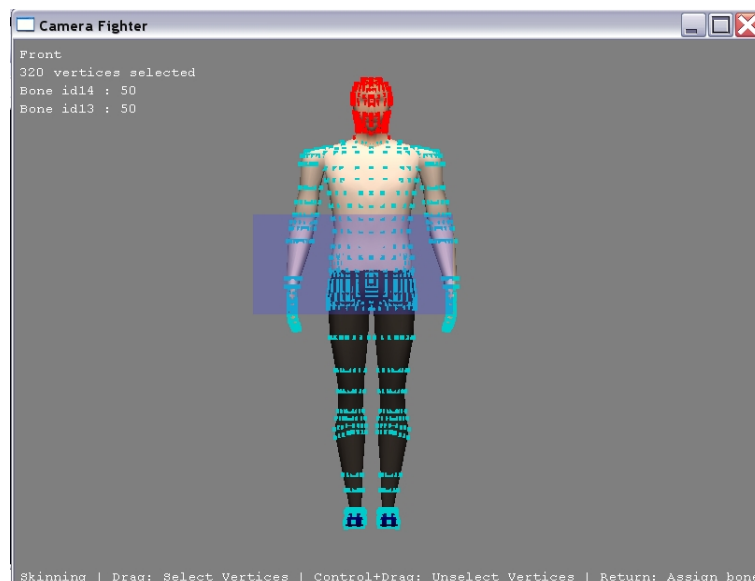 Camera Fighter
Front
320 vertices selected
Bone id14 : 50
Bone id13 : 50
Skinning | Drag: Select Vertices | Control+Drag: Unselect Vertices | Return: Assign bone